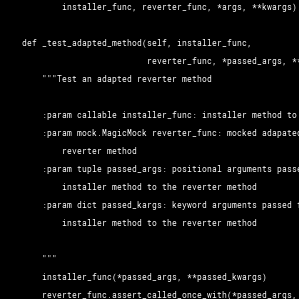 installer_func, reverter_func, *args, **kwargs)
def _test_adapted_method(self, installer_func,
reverter_func, *passed_args, **
"""Test an adapted reverter method
:param callable installer_func: installer method to
:param mock.MagicMock reverter_func: mocked adapated
reverter method
:param tuple passed_args: positional arguments passe
installer method to the reverter method
:param dict passed_kargs: keyword arguments passed f
installer method to the reverter method
"""
installer_func(*passed_args, **passed_kwargs)
reverter_func.assert_called_once_with(*passed_args,